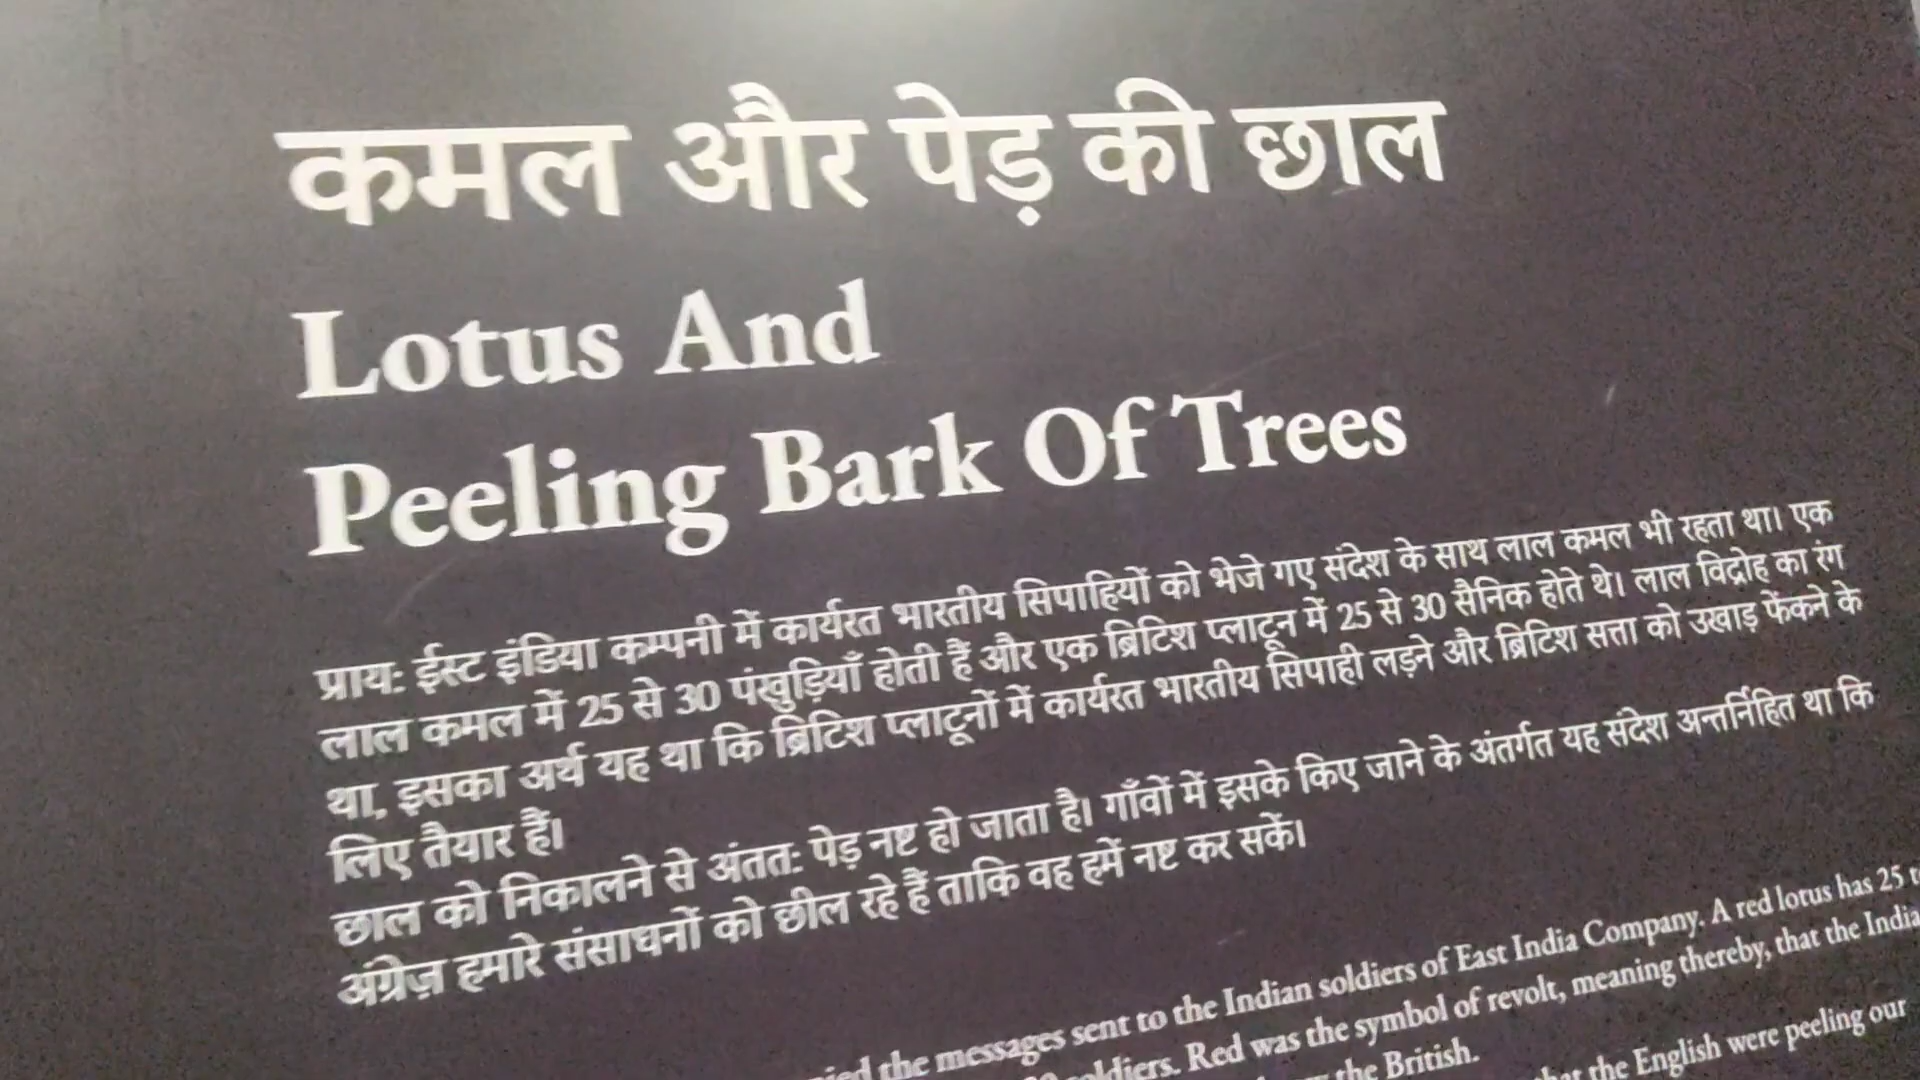 कमल और पेड़ की छाल
Lotus And
Peeling Bark Of Trees
प्राय: ईस्ट इंडिया कम्पनी में कार्यरत भारतीय सिपाहियों को भेजे गए संदेश के साथ लाल कमल भी रहता था। एक
लाल कमल में 25 से 30 पंखुड़ियाँ होती हैं और एक ब्रिटिश प्लाटून में 25 से 30 सैनिक होते थे। लाल विद्रोह का रंग
था, इसका अर्थ यह था कि ब्रिटिश प्लाटूनों में कार्यरत भारतीय सिपाही लड़ने और ब्रिटिश सत्ता को उखाड़ फेंकने के
लिए तैयार हैं।
छाल को निकालने से अंतत: पेड़ नष्ट हो जाता है। गाँवों में इसके किए जाने के अंतर्गत यह संदेश अन्तर्निहित था कि
अंग्रेज़ हमारे संसाधनों को छील रहे हैं ताकि वह हमें नष्ट कर सकें।
the messages sent to the Indian soldiers of East India Company. A red lotus has 25
soldiers. Red was the symbol of revolt, meaning thereby, that the
the British.
that the English were peeling our